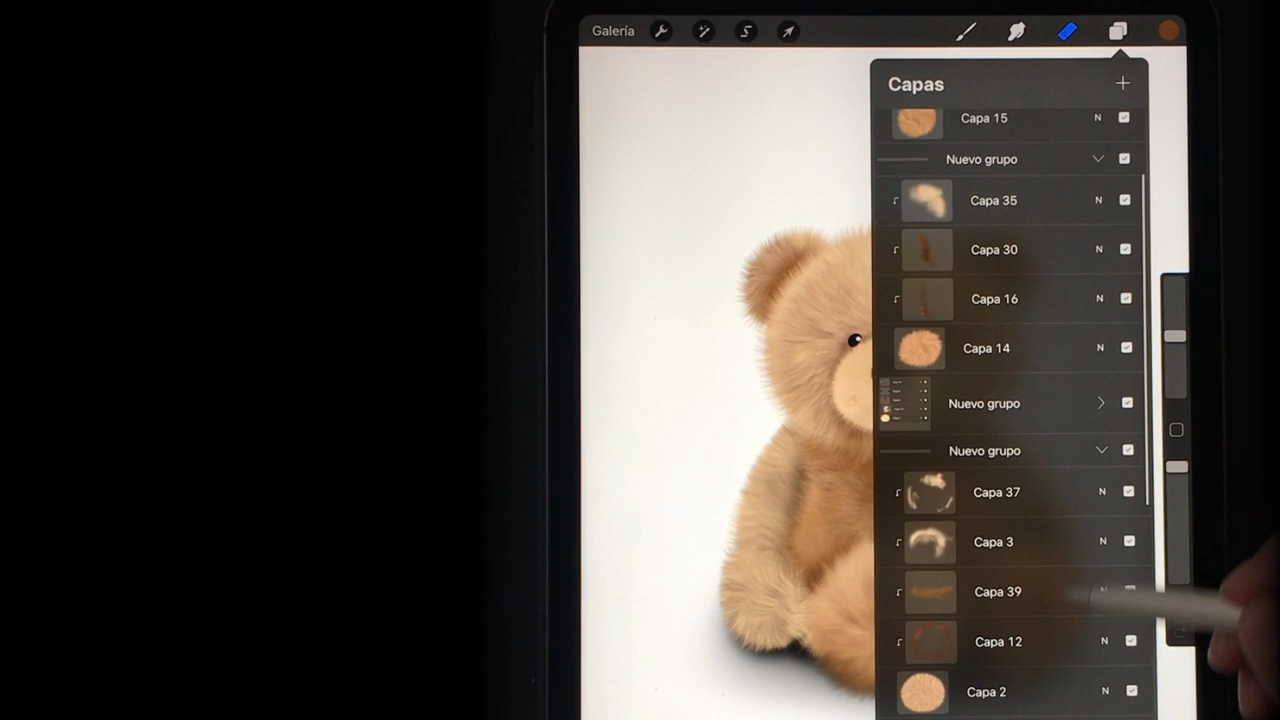 Galería
Capas
Capa 15 N
Nuevo grupo
Capa 35 N
Capa 30 N
Capa 16 N
Capa 14 N
Nuevo grupo
Nuevo grupo
Capa 37 N
Capa 3 N
Capa 39 N
Capa 12 N
Capa 2 N